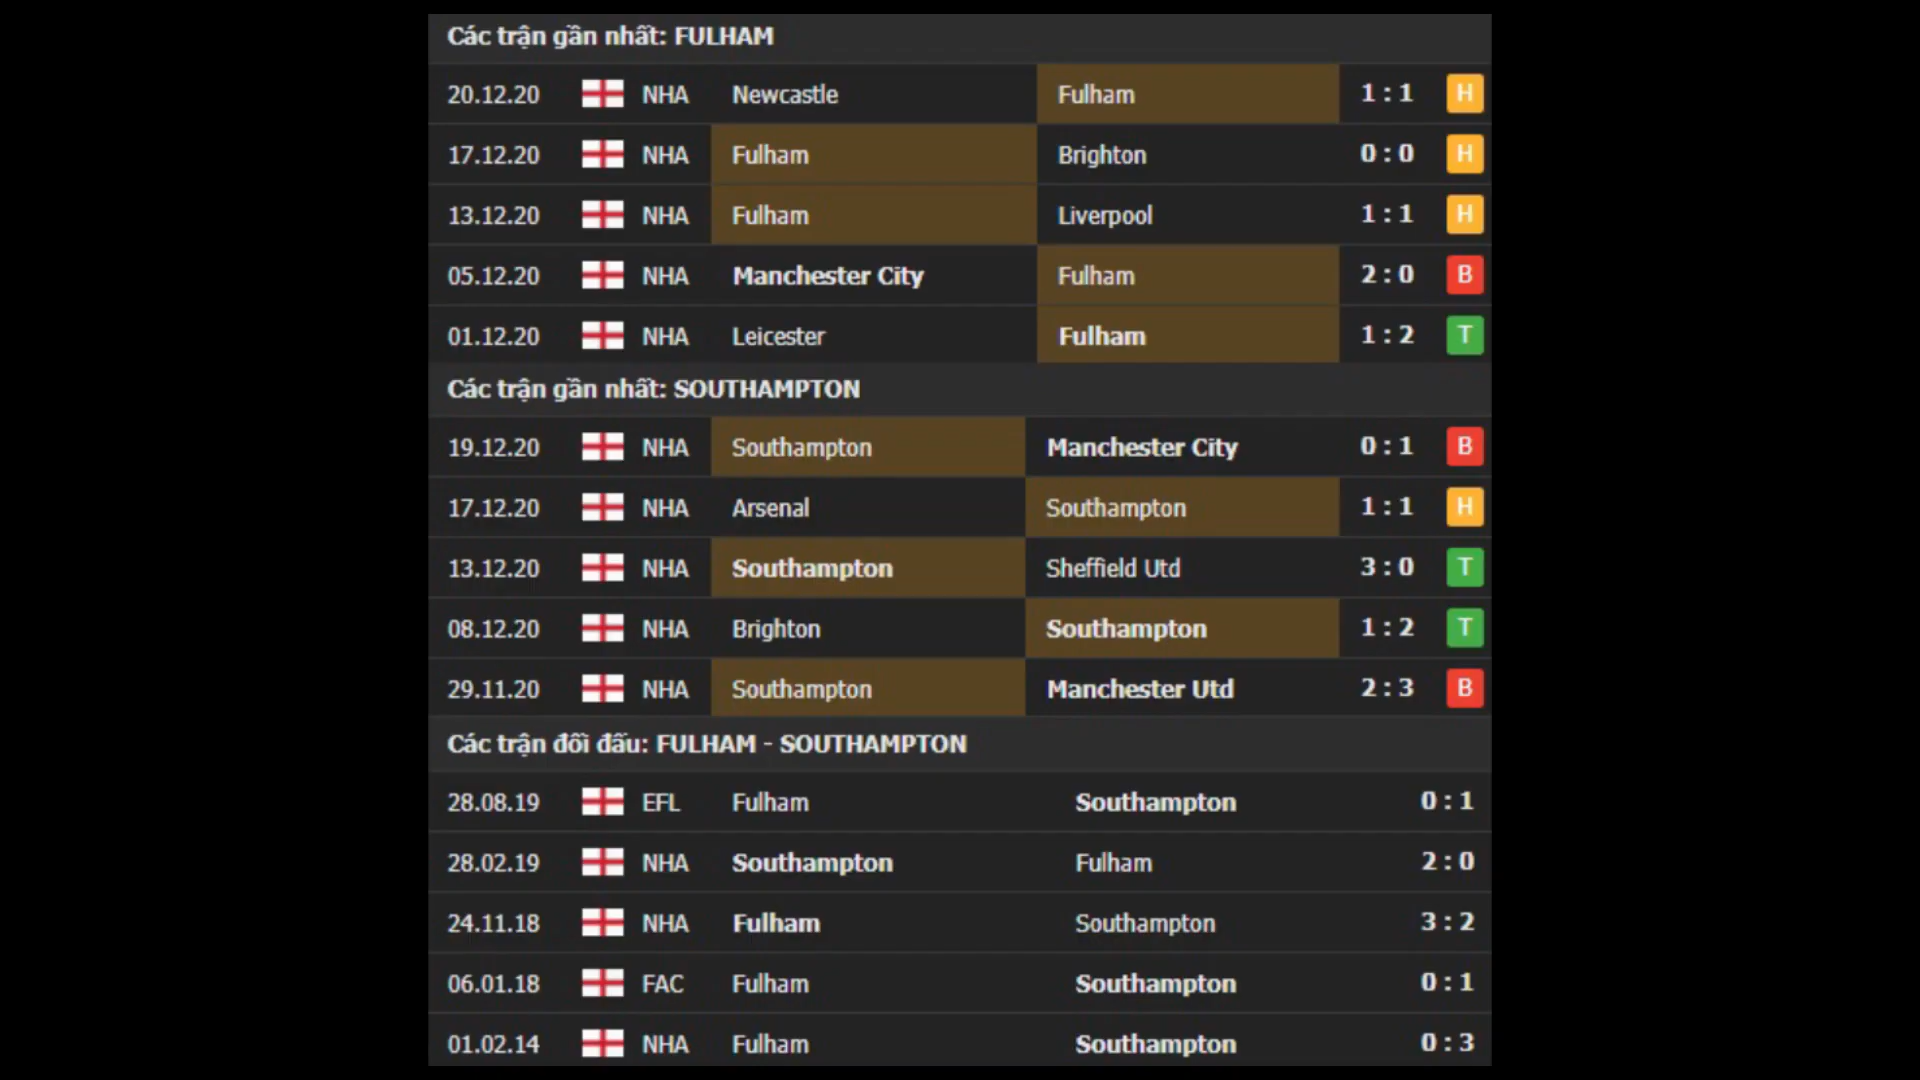 Các trận gần nhất: FULHAM
20.12.20 NHA Newcastle Fulham 1 : 1 H
17.12.20 NHA Fulham Brighton 0 : 0 H
13.12.20 NHA Fulham Liverpool 1 : 1 H
05.12.20 NHA Manchester City Fulham 2 : 0 B
01.12.20 NHA Leicester Fulham 1 : 2 T
Các trận gần nhất: SOUTHAMPTON
19.12.20 NHA Southampton Manchester City 0 : 1 B
17.12.20 NHA Arsenal Southampton 1 : 1 H
13.12.20 NHA Southampton Sheffield Utd 3 : 0 T
08.12.20 NHA Brighton Southampton 1 : 2 T
29.11.20 NHA Southampton Manchester Utd 2 : 3 B
Các trận đối đấu: FULHAM - SOUTHAMPTON
28.08.19 EFL Fulham Southampton 0 : 1
28.02.19 NHA Southampton Fulham 2 : 0
24.11.18 NHA Fulham Southampton 3 : 2
06.01.18 FAC Fulham Southampton 0 : 1
01.02.14 NHA Fulham Southampton 0 : 3